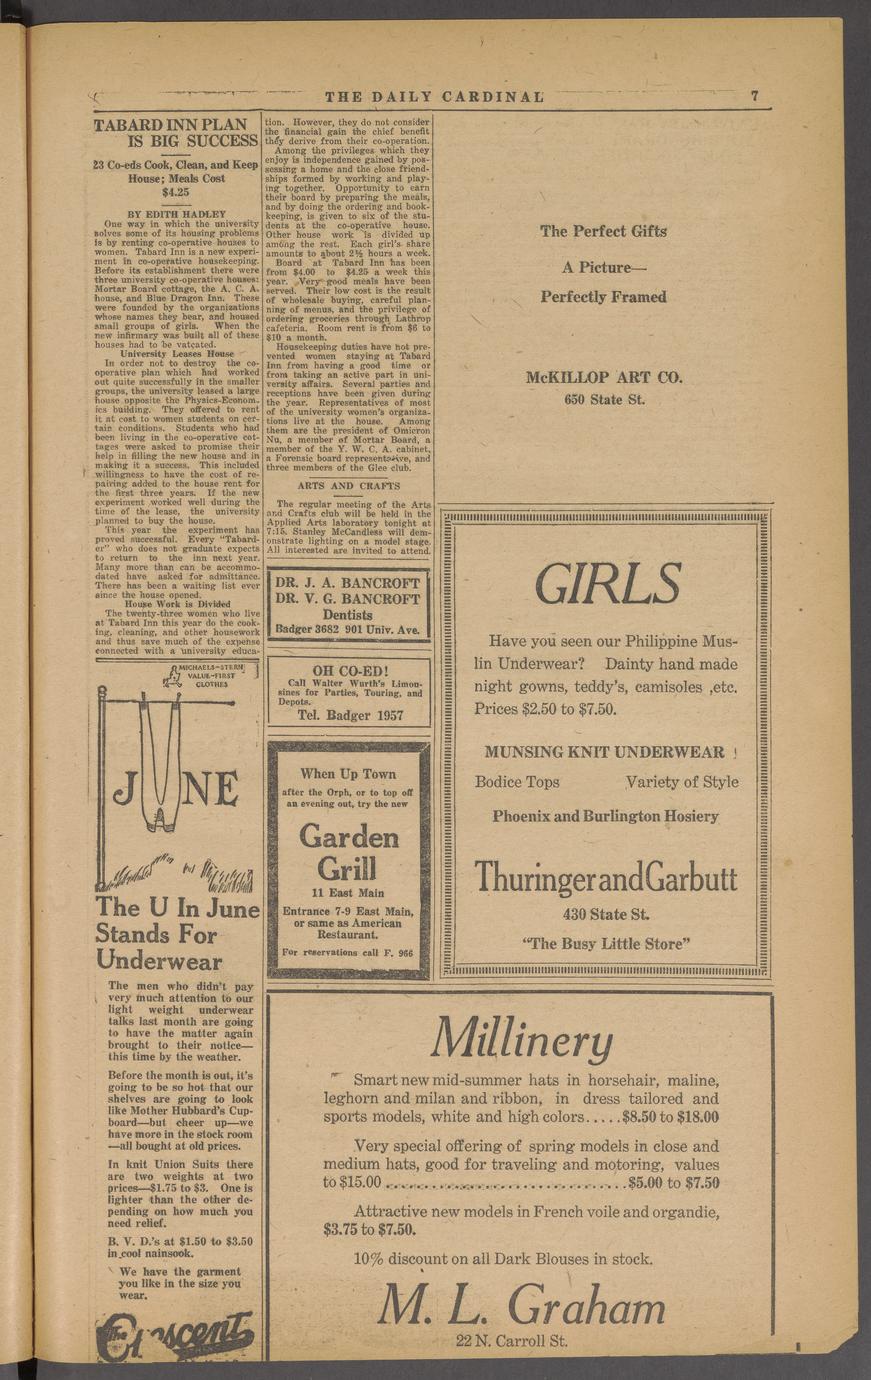 THE DAILY CARDINAL 7
TABARD INN PLAN
IS BIG SUCCESS
23 Co-eds Cook, Clean, and Keep
House; Meals Cost
$4.25
BY EDITH HADLEY
One way in which the university
solves some of its housing problems
is by renting co-operative houses to
women. Tabard Inn is a new experi-
ment in co-operative housekeeping.
Before its establishment there were
three university co-operative houses:
Mortar Board cottage, the A. C. A.
house, and Blue Dragon Inn. These
were founded by the organizations
whose names they bear, and housed
small groups of girls. When the
new infirmary was built all of these
houses had to be vatcated.
University Leases House
In order not to destroy the co-
operative plan which had worked
out quite successfully in the smaller
groups, the university leased a large
house opposite the Physics-Econom-
ics building. They offered to rent
it at cost to women students on cer-
tain conditions. Students who had
been living in the co-operative cot-
tages were asked to promise their
help in filling the new house and in
making it a success. This included
willingness to have the cost of re-
pairing added to the house rent for
the first three years. If the new
experiment worked well during the
time of the lease, the university
planned to buy the house.
This year the experiment has
proved successful. Every "Tabard-
er" who does not graduate expects
to return to the inn next year.
Many more than can be accommo-
dated have asked for admittance.
There has been a waiting list ever
since the house opened.
House Work is Divided
The twenty-three women who live
at Tabard Inn this year do the cook-
ing, cleaning, and other housework
and thus save much of the expense
connected with a university educa-
tion. However, they do not consider
the financial gain the chief benefit
they derive from their co-operation.
Among the privileges which they
enjoy is independence gained by pos-
sessing a home and the close friend-
ships formed by working and play-
ing together. Opportunity to earn
their board by preparing the meals,
and by doing the ordering and book-
keeping, is given to six of the stu-
dents at the co-operative house.
Other house work is divided up
among the rest. Each girl's share
amounts to about 2½ hours a week.
Board at Tabard Inn has been
from $4.00 to $4.25 a week this
year. Very good meals have been
served. Their low cost is the result
of wholesale buying, careful plan-
ning of menus, and the privilege of
ordering groceries through Lathrop
cafeteria. Room rent is from $6 to
$10 a month.
Housekeeping duties have not pre-
vented women staying at Tabard
Inn from having a good time or
from taking an active part in uni-
versity affairs. Several parties and
receptions have been given during
the year. Representatives of most
of the university women's organiza-
tions live at the house. Among
them are the president of Omicron
Nu, a member of Mortar Board, a
member of the Y. W. C. A. cabinet,
a Forensic board representative, and
three members of the Glee club.
ARTS AND CRAFTS
The regular meeting of the Arts
and Crafts club will be held in the
Applied Arts laboratory tonight at
7:15. Stanley McCandless will dem-
onstrate lighting on a model stage.
All interested are invited to attend.
DR. J. A. BANCROFT
DR. V. G. BANCROFT
Dentists
Badger 3682 901 Univ. Ave.
OH CO-ED!
Call Walter Wurth's Limou-
sines for Parties, Touring, and
Depots.
Tel. Badger 1957
When Up Town
after the Orph, or to top off
an evening out, try the new
Garden
Grill
11 East Main
Entrance 7-9 East Main,
or same as American
Restaurant.
For reservations call F. 966
MICHAELS-STERN
VALUE-FIRST
CLOTHES
JUNE
The U In June
Stands For
Underwear
The men who didn't pay
very much attention to our
light weight underwear
talks last month are going
to have the matter again
brought to their notice—
this time by the weather.
Before the month is out, it's
going to be so hot that our
shelves are going to look
like Mother Hubbard's Cup-
board—but cheer up—we
have more in the stock room
—all bought at old prices.
In knit Union Suits there
are two weights at two
prices—$1.75 to $3. One is
lighter than the other de-
pending on how much you
need relief.
B. V. D.'s at $1.50 to $3.50
in cool nainsook.
We have the garment
you like in the size you
wear.
The Crescent
The Perfect Gifts
A Picture—
Perfectly Framed
McKILLOP ART CO.
650 State St.
GIRLS
Have you seen our Philippine Mus-
lin Underwear? Dainty hand made
night gowns, teddy's, camisoles ,etc.
Prices $2.50 to $7.50.
MUNSING KNIT UNDERWEAR !
Bodice Tops Variety of Style
Phoenix and Burlington Hosiery
Thuringer and Garbutt
430 State St.
"The Busy Little Store"
Millinery
Smart new mid-summer hats in horsehair, maline,
leghorn and milan and ribbon, in dress tailored and
sports models, white and high colors.....$8.50 to $18.00
Very special offering of spring models in close and
medium hats, good for traveling and motoring, values
to $15.00 ..............................$5.00 to $7.50
Attractive new models in French voile and organdie,
$3.75 to $7.50.
10% discount on all Dark Blouses in stock.
M. L. Graham
22 N. Carroll St.